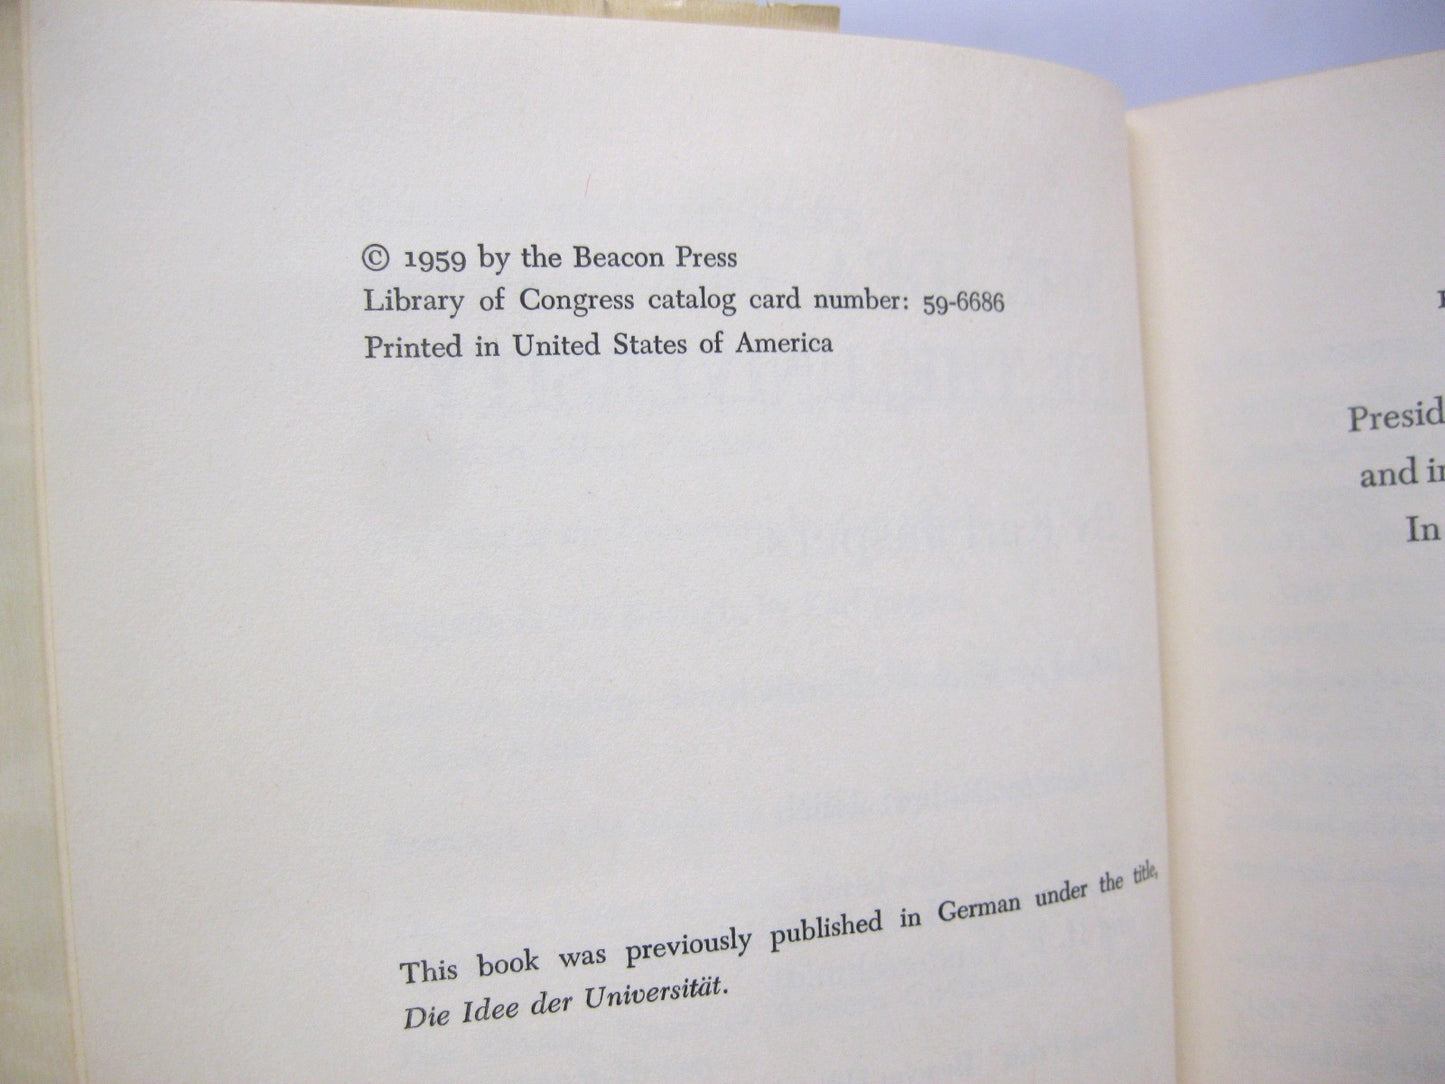 © 1959 by the Beacon Press
Library of Congress catalog card number: 59-6686
Printed in United States of America
This book was previously published in German under the title,
Die Idee der Universität.
Presid
and in
In